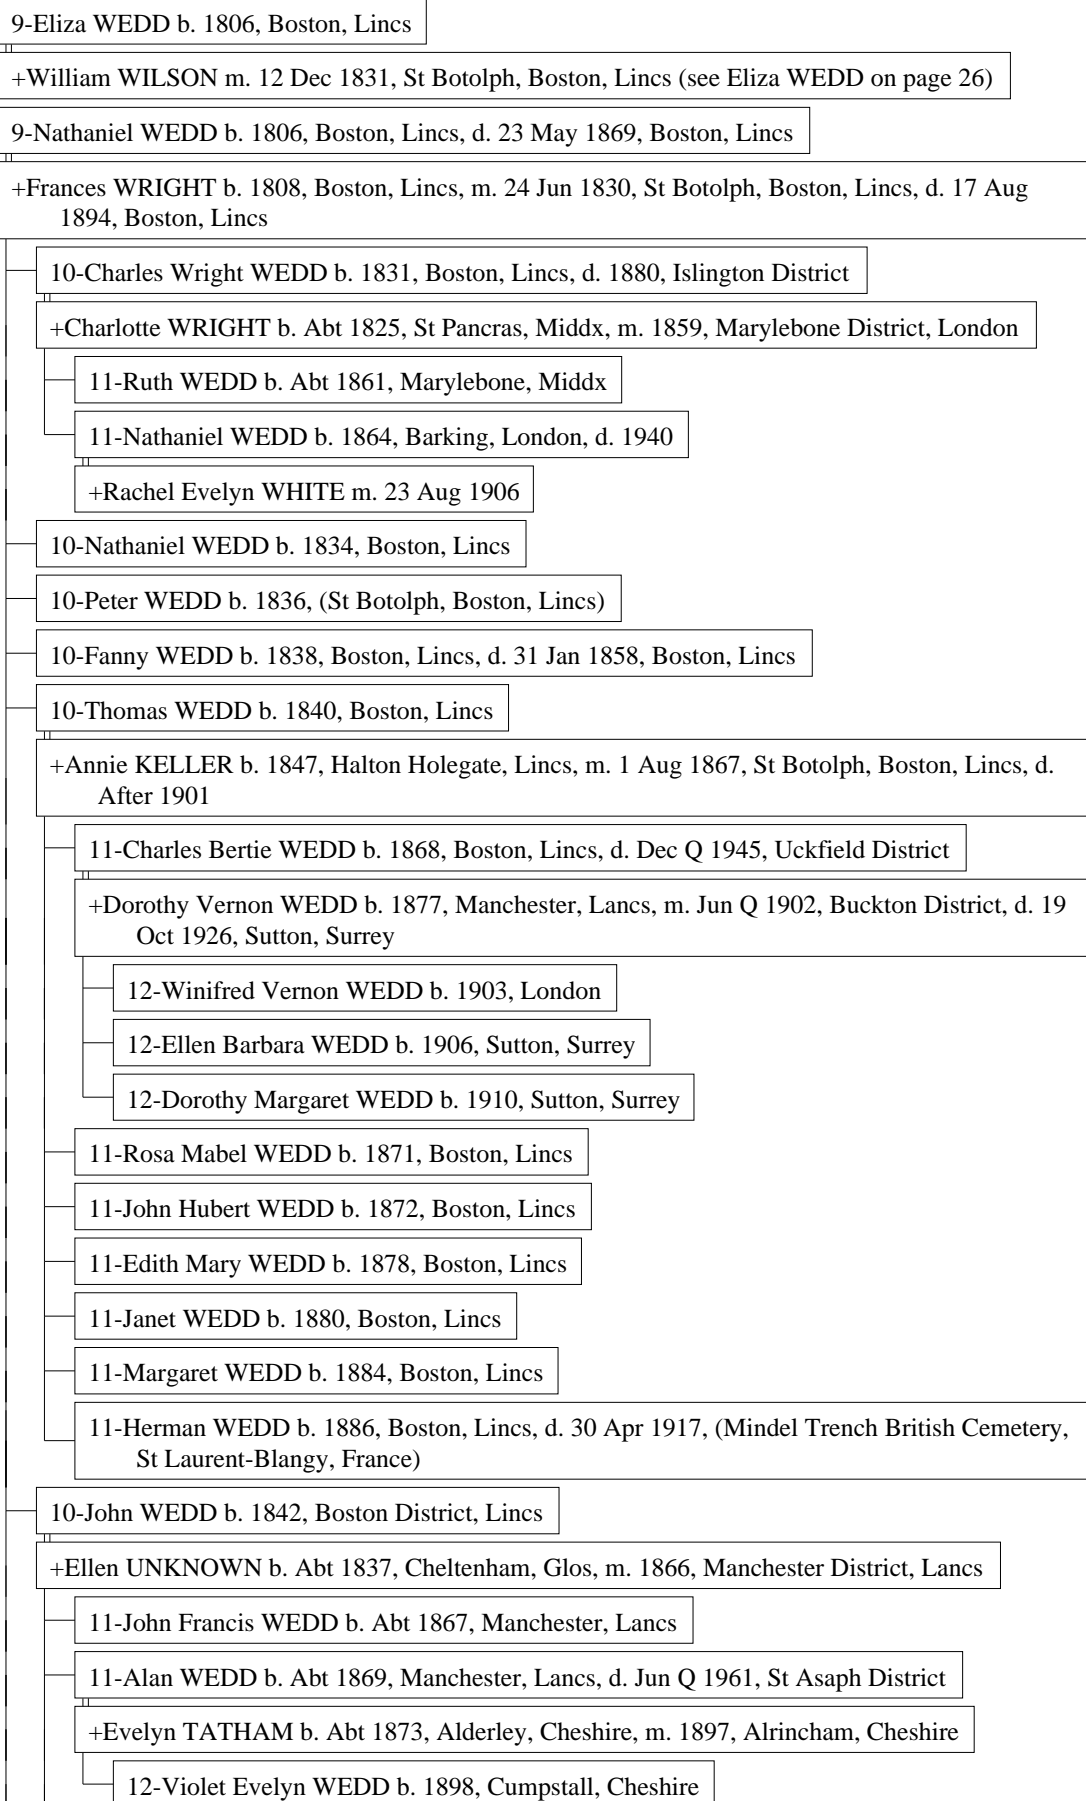 9-Eliza WEDD b. 1806, Boston, Lincs
+William WILSON m. 12 Dec 1831, St Botolph, Boston, Lincs (see Eliza WEDD on page 26)
9-Nathaniel WEDD b. 1806, Boston, Lincs, d. 23 May 1869, Boston, Lincs
+Frances WRIGHT b. 1808, Boston, Lincs, m. 24 Jun 1830, St Botolph, Boston, Lincs, d. 17 Aug
1894, Boston, Lincs
10-Charles Wright WEDD b. 1831, Boston, Lincs, d. 1880, Islington District
+Charlotte WRIGHT b. Abt 1825, St Pancras, Middx, m. 1859, Marylebone District, London
11-Ruth WEDD b. Abt 1861, Marylebone, Middx
11-Nathaniel WEDD b. 1864, Barking, London, d. 1940
+Rachel Evelyn WHITE m. 23 Aug 1906
10-Nathaniel WEDD b. 1834, Boston, Lincs
10-Peter WEDD b. 1836, (St Botolph, Boston, Lincs)
10-Fanny WEDD b. 1838, Boston, Lincs, d. 31 Jan 1858, Boston, Lincs
10-Thomas WEDD b. 1840, Boston, Lincs
+Annie KELLER b. 1847, Halton Holegate, Lincs, m. 1 Aug 1867, St Botolph, Boston, Lincs, d.
After 1901
11-Charles Bertie WEDD b. 1868, Boston, Lincs, d. Dec Q 1945, Uckfield District
+Dorothy Vernon WEDD b. 1877, Manchester, Lancs, m. Jun Q 1902, Buckton District, d. 19
Oct 1926, Sutton, Surrey
12-Winifred Vernon WEDD b. 1903, London
12-Ellen Barbara WEDD b. 1906, Sutton, Surrey
12-Dorothy Margaret WEDD b. 1910, Sutton, Surrey
11-Rosa Mabel WEDD b. 1871, Boston, Lincs
11-John Hubert WEDD b. 1872, Boston, Lincs
11-Edith Mary WEDD b. 1878, Boston, Lincs
11-Janet WEDD b. 1880, Boston, Lincs
11-Margaret WEDD b. 1884, Boston, Lincs
11-Herman WEDD b. 1886, Boston, Lincs, d. 30 Apr 1917, (Mindel Trench British Cemetery,
St Laurent-Blangy, France)
10-John WEDD b. 1842, Boston District, Lincs
+Ellen UNKNOWN b. Abt 1837, Cheltenham, Glos, m. 1866, Manchester District, Lancs
11-John Francis WEDD b. Abt 1867, Manchester, Lancs
11-Alan WEDD b. Abt 1869, Manchester, Lancs, d. Jun Q 1961, St Asaph District
+Evelyn TATHAM b. Abt 1873, Alderley, Cheshire, m. 1897, Alrincham, Cheshire
12-Violet Evelyn WEDD b. 1898, Cumpstall, Cheshire